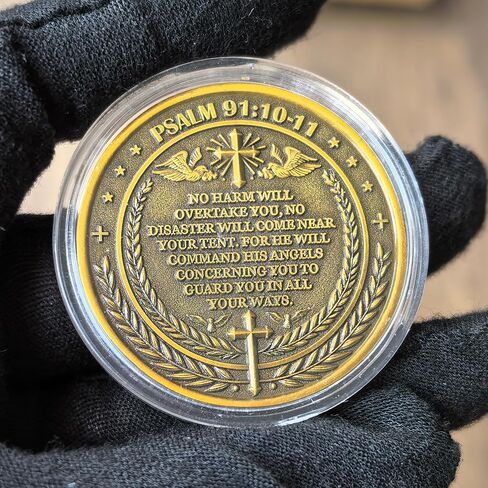 PSALM 91:10-11
NO HARM WILL
OVERTAKE YOU, NO
DISASTER WILL COME NEAR
YOUR TENT. FOR HE WILL
COMMAND HIS ANGELS
CONCERNING YOU TO
GUARD YOU IN ALL
YOUR WAYS.